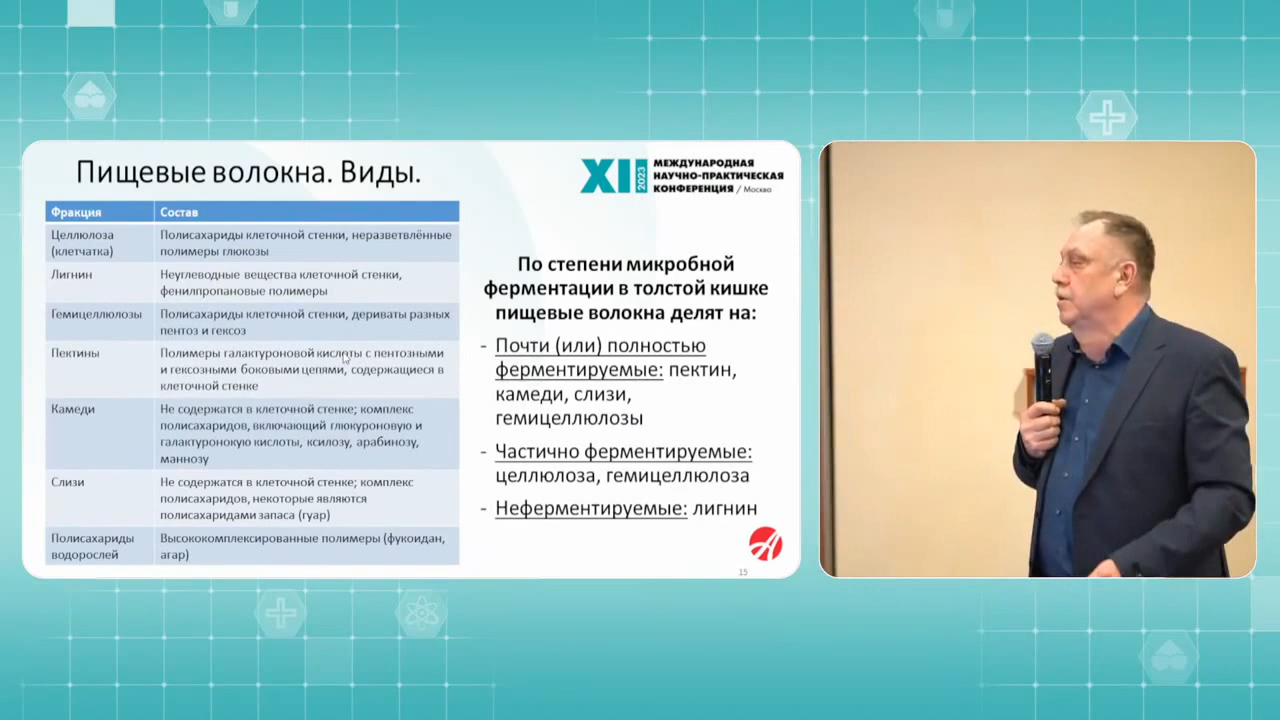 Пищевые волокна. Виды.
XII 2023 МЕЖДУНАРОДНАЯ
НАУЧНО-ПРАКТИЧЕСКАЯ
КОНФЕРЕНЦИЯ / Москва
Фракция Состав
Целлюлоза (клетчатка) Полисахариды клеточной стенки, неразветвлённые
полимеры глюкозы
Лигнин Неуглеводные вещества клеточной стенки,
фенилпропановые полимеры
Гемицеллюлозы Полисахариды клеточной стенки, дериваты разных
пентоз и гексоз
Пектины Полимеры галактуроновой кислоты с пентозными
и гексозными боковыми цепями, содержащиеся в
клеточной стенке
Камеди Не содержатся в клеточной стенке; комплекс
полисахаридов, включающий глюкуроновую и
галактуронокую кислоты, ксилозу, арабинозу,
маннозу
Слизи Не содержатся в клеточной стенке; комплекс
полисахаридов, некоторые являются
полисахаридами запаса (гуар)
Полисахариды водорослей Высококомплексированные полимеры (фукоидан,
агар)
По степени микробной
ферментации в толстой кишке
пищевые волокна делят на:
- Почти (или) полностью
ферментируемые: пектин,
камеди, слизи,
гемицеллюлозы
- Частично ферментируемые:
целлюлоза, гемицеллюлоза
- Неферментируемые: лигнин
15